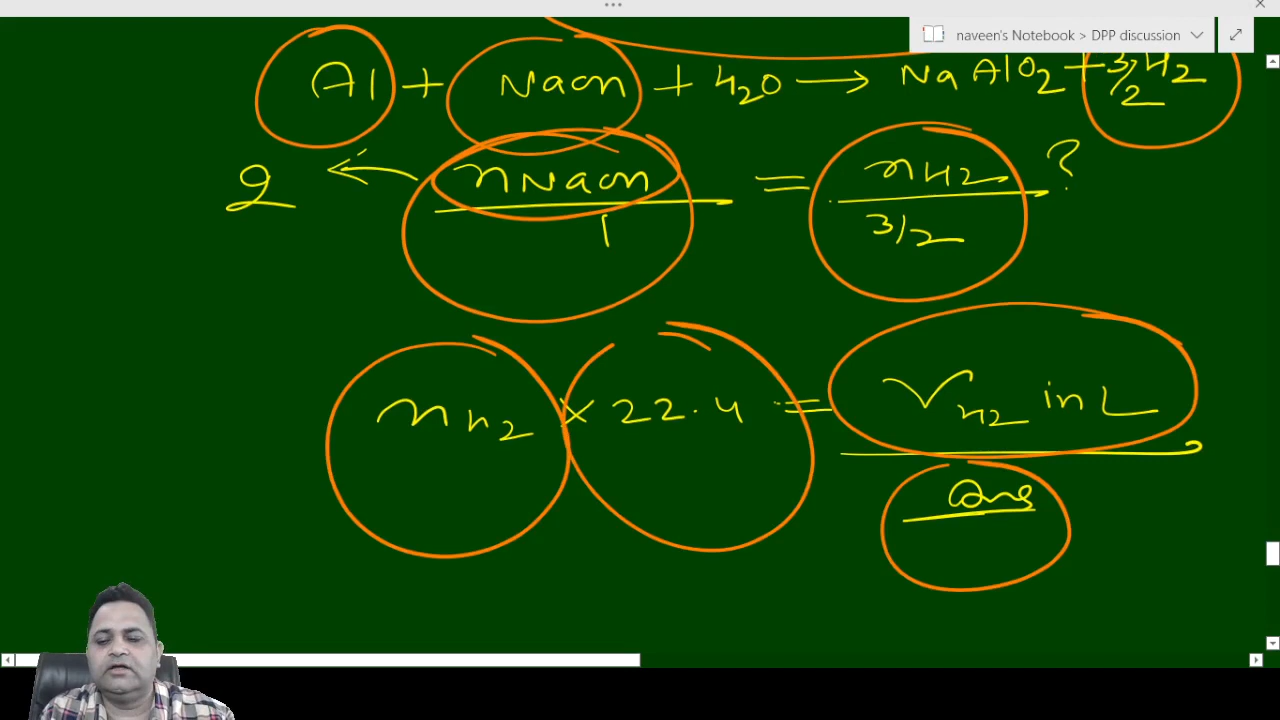 naveen's Notebook > DPP discussion
Al + NaOH + H2O → NaAlO2 + 3/2 H2
2 ← nNaOH / 1 = nH2 / 3/2 ?
nH2 × 22.4 = VH2 in L
Ans